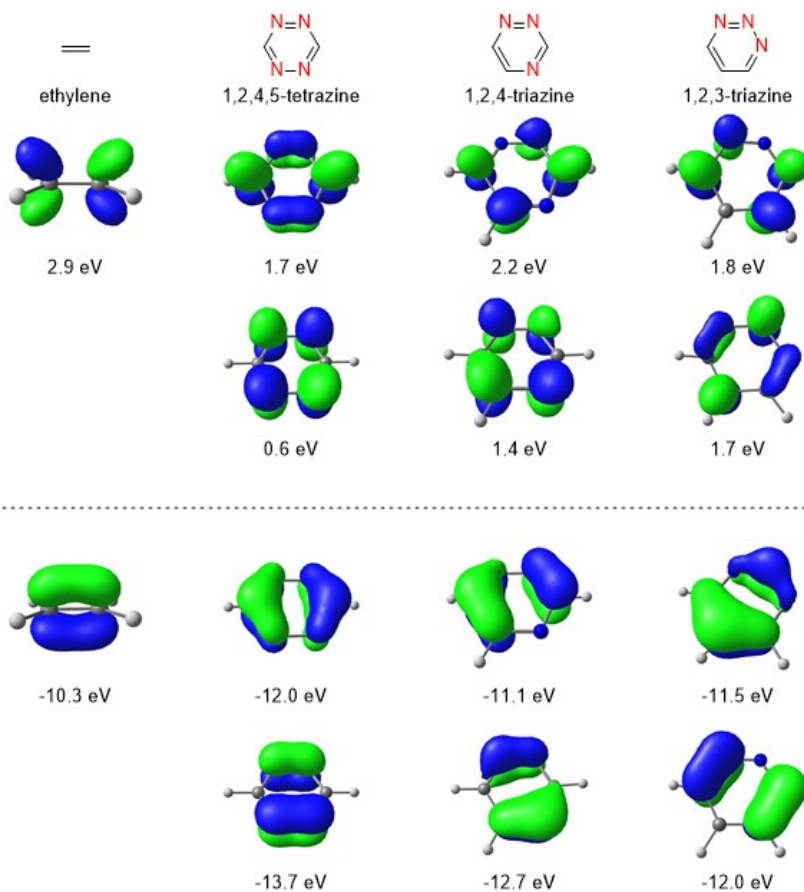 N N N N N
N N N N N
ethylene 1,2,4,5-tetrazine 1,2,4-triazine 1,2,3-triazine
2.9 eV 1.7 eV 2.2 eV 1.8 eV
0.6 eV 1.4 eV 1.7 eV
-10.3 eV -12.0 eV -11.1 eV -11.5 eV
-13.7 eV -12.7 eV -12.0 eV